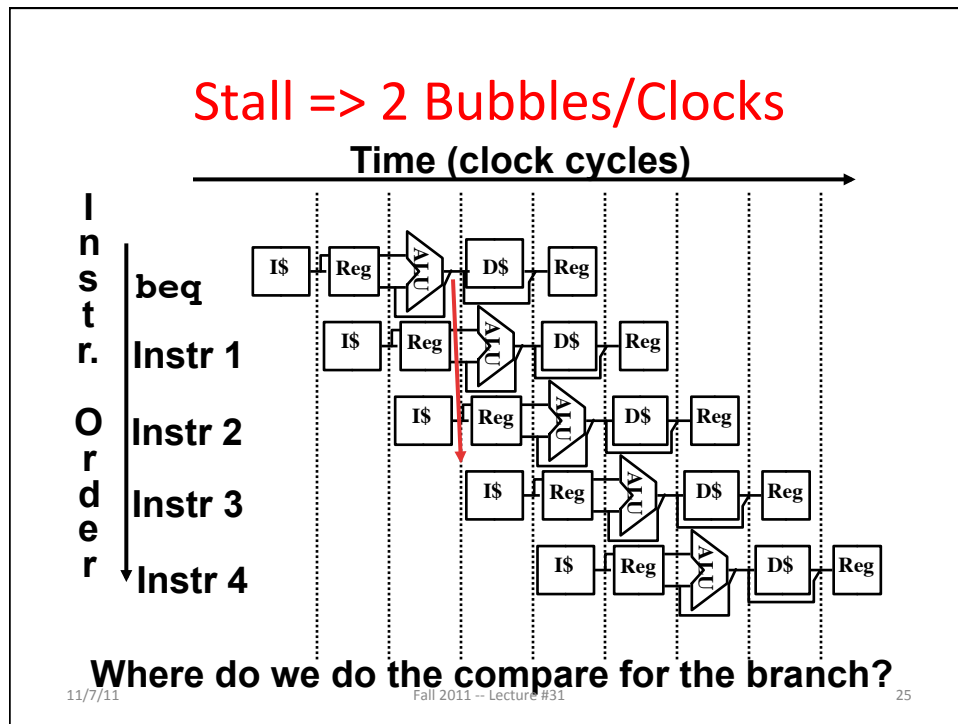 Stall => 2 Bubbles/Clocks
Time (clock cycles)
Instr. Order
beq
I$ Reg ALU D$ Reg
Instr 1
I$ Reg ALU D$ Reg
Instr 2
I$ Reg ALU D$ Reg
Instr 3
I$ Reg ALU D$ Reg
Instr 4
I$ Reg ALU D$ Reg
Where do we do the compare for the branch?
11/7/11
Fall 2011 -- Lecture #31
25